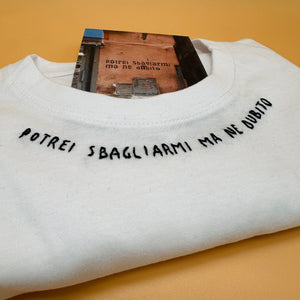 POTREI SBAGLIARMI
MA NE DUBITO
POTREI SBAGLIARMI MA NE DUBITO